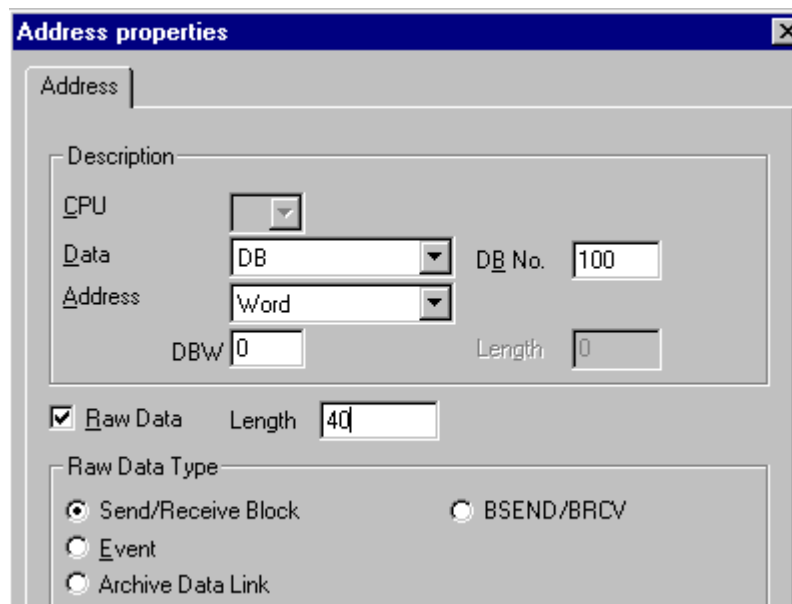 Address properties
Address
Description
CPU
Data DB DB No. 100
Address Word
DBW 0 Length 0
Raw Data Length 40
Raw Data Type
Send/Receive Block BSEND/BRCV
Event
Archive Data Link